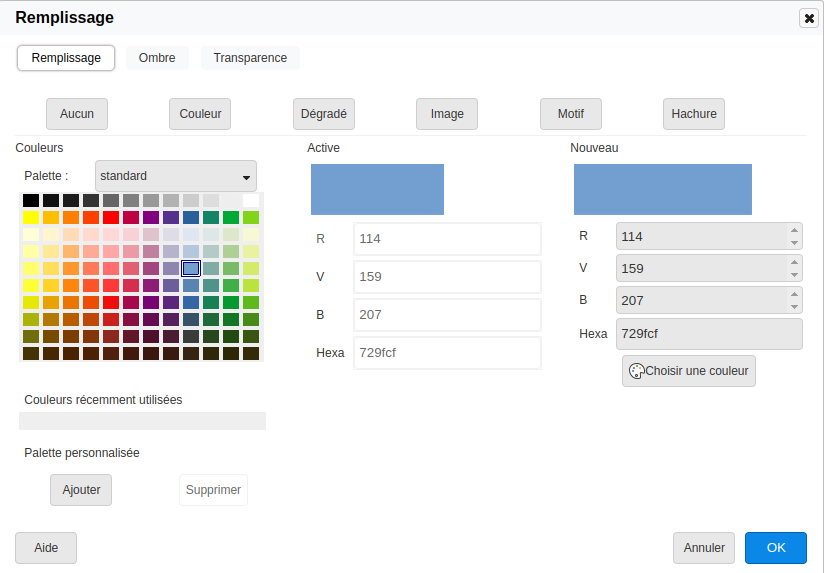 Remplissage
Remplissage Ombre Transparence
Aucun Couleur Dégradé Image Motif Hachure
Couleurs Active Nouveau
Palette : standard
R 114 R 114
V 159 V 159
B 207 B 207
Hexa 729fcf Hexa 729fcf
Choisir une couleur
Couleurs récemment utilisées
Palette personnalisée
Ajouter Supprimer
Aide Annuler OK